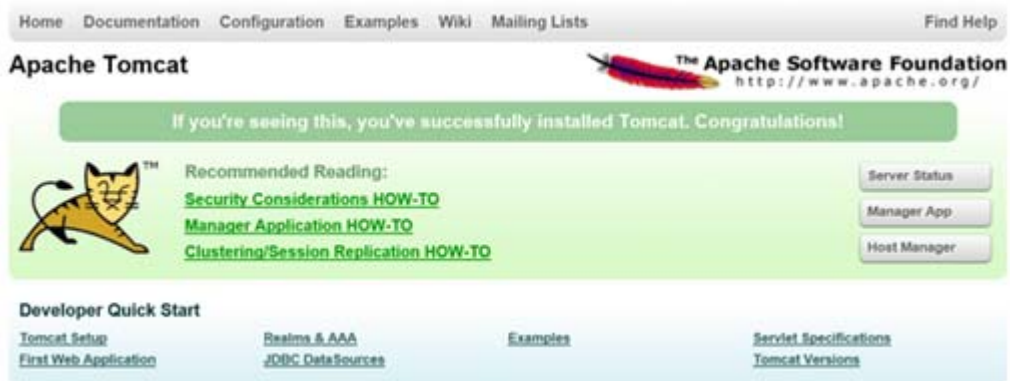 Home Documentation Configuration Examples Wiki Mailing Lists Find Help
Apache Tomcat
The Apache Software Foundation
http://www.apache.org/
If you're seeing this, you've successfully installed Tomcat. Congratulations!
TM
Recommended Reading:
Security Considerations HOW-TO
Manager Application HOW-TO
Clustering/Session Replication HOW-TO
Server Status
Manager App
Host Manager
Developer Quick Start
Tomcat Setup
First Web Application
Realms & AAA
JDBC DataSources
Examples
Servlet Specifications
Tomcat Versions